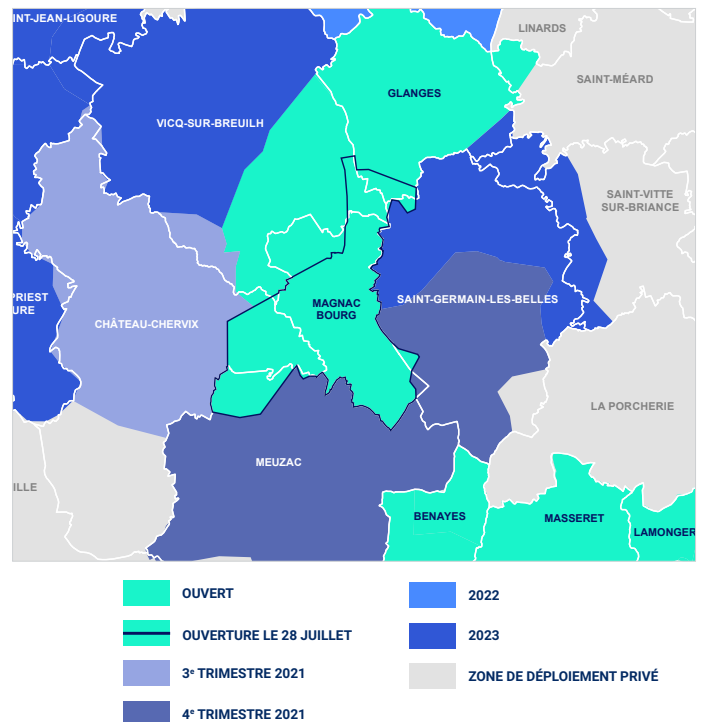 INT-JEAN-LIGOURE
LINARDS
SAINT-MÉARD
GLANGES
VICQ-SUR-BREUILH
SAINT-VITTE
SUR-BRIANCE
PRIEST
URE
CHÂTEAU-CHERVIX
MAGNAC
BOURG
SAINT-GERMAIN-LES-BELLES
LA PORCHERIE
MEUZAC
ILLE
BENAYES
MASSERET
LAMONGER
OUVERT
OUVERTURE LE 28 JUILLET
3e TRIMESTRE 2021
4e TRIMESTRE 2021
2022
2023
ZONE DE DÉPLOIEMENT PRIVÉ